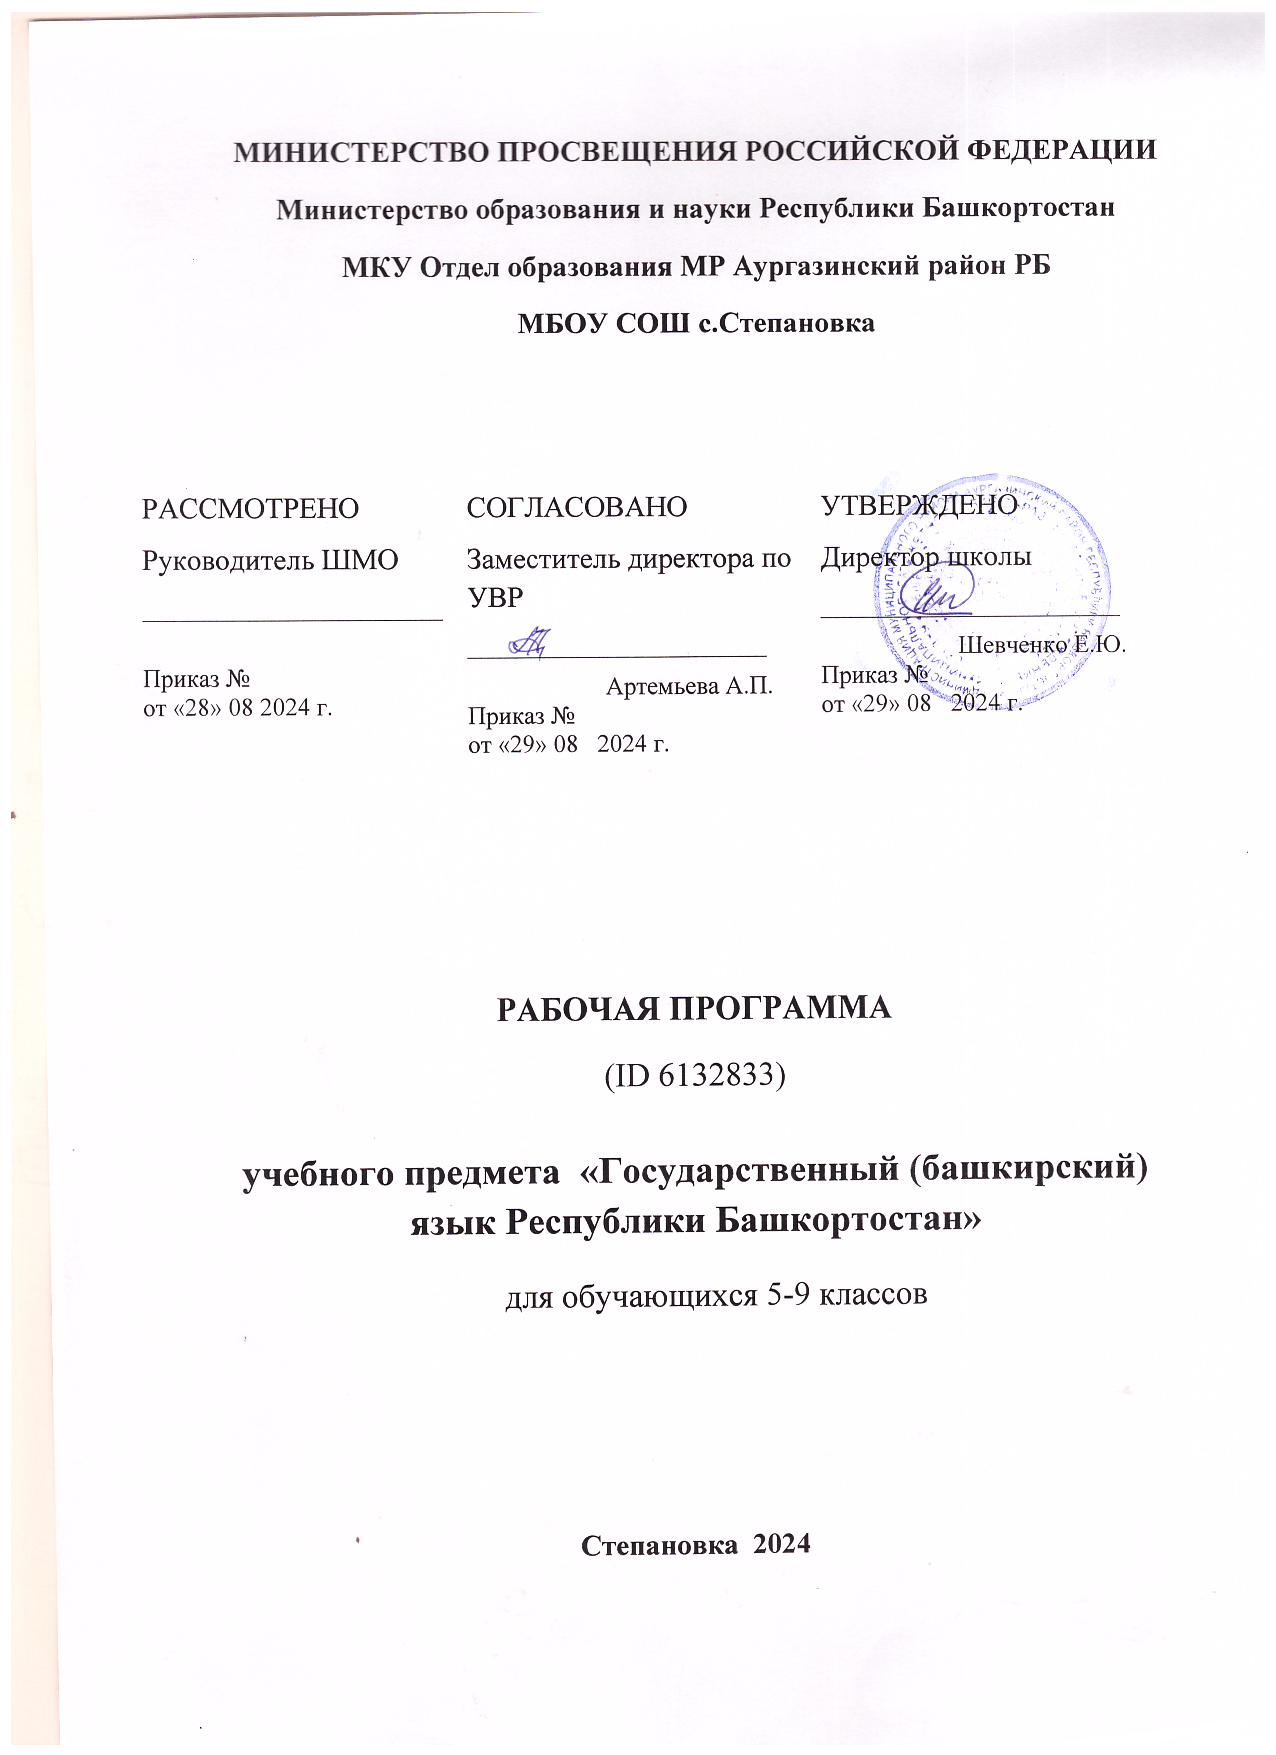 МИНИСТЕРСТВО ПРОСВЕЩЕНИЯ РОССИЙСКОЙ ФЕДЕРАЦИИ
Министерство образования и науки Республики Башкортостан
МКУ Отдел образования МР Аургазинский район РБ
МБОУ СОШ с.Степановка
РАССМОТРЕНО
Руководитель ШМО
Приказ №
от «28» 08 2024 г.
СОГЛАСОВАНО
Заместитель директора по
УВР
Артемьева А.П.
Приказ №
от «29» 08 2024 г.
УТВЕРЖДЕНО
Директор школы
Шевченко Е.Ю.
Приказ №
от «29» 08 2024 г.
РАБОЧАЯ ПРОГРАММА
(ID 6132833)
учебного предмета «Государственный (башкирский)
язык Республики Башкортостан»
для обучающихся 5-9 классов
Степановка 2024